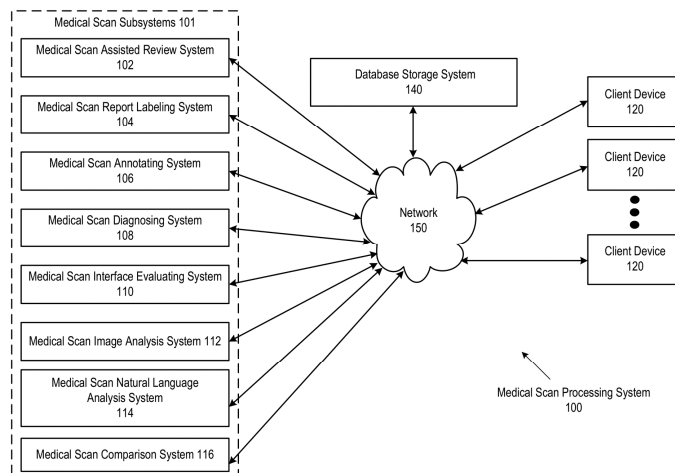 Medical Scan Subsystems 101
Medical Scan Assisted Review System
102
Medical Scan Report Labeling System
104
Medical Scan Annotating System
106
Medical Scan Diagnosing System
108
Medical Scan Interface Evaluating System
110
Medical Scan Image Analysis System 112
Medical Scan Natural Language
Analysis System
114
Medical Scan Comparison System 116
Database Storage System
140
Network
150
Client Device
120
Client Device
120
Client Device
120
Medical Scan Processing System
100